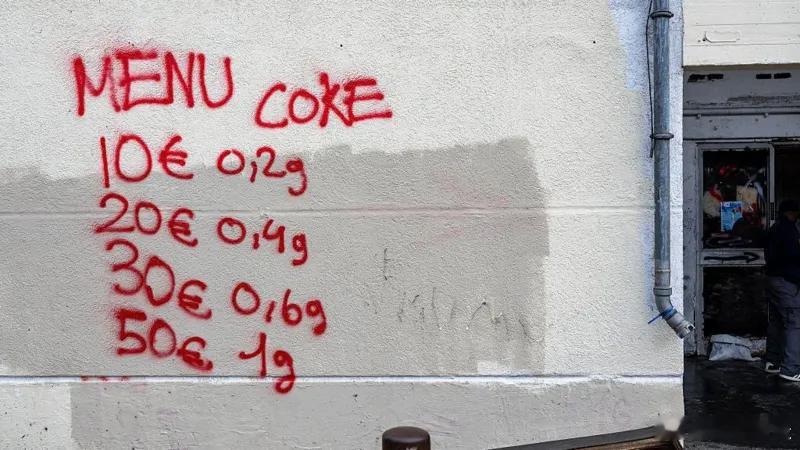 MENU COKE
10€ 0,2g
20€ 0,4g
30€ 0,6g
50€ 1g